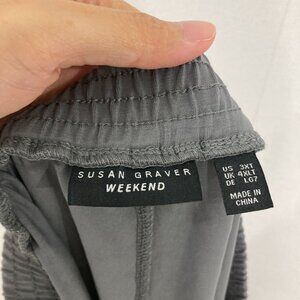 SUSAN GRAVER
WEEKEND
US 3XT
UK 4XLT
DE LG7
MADE IN
CHINA